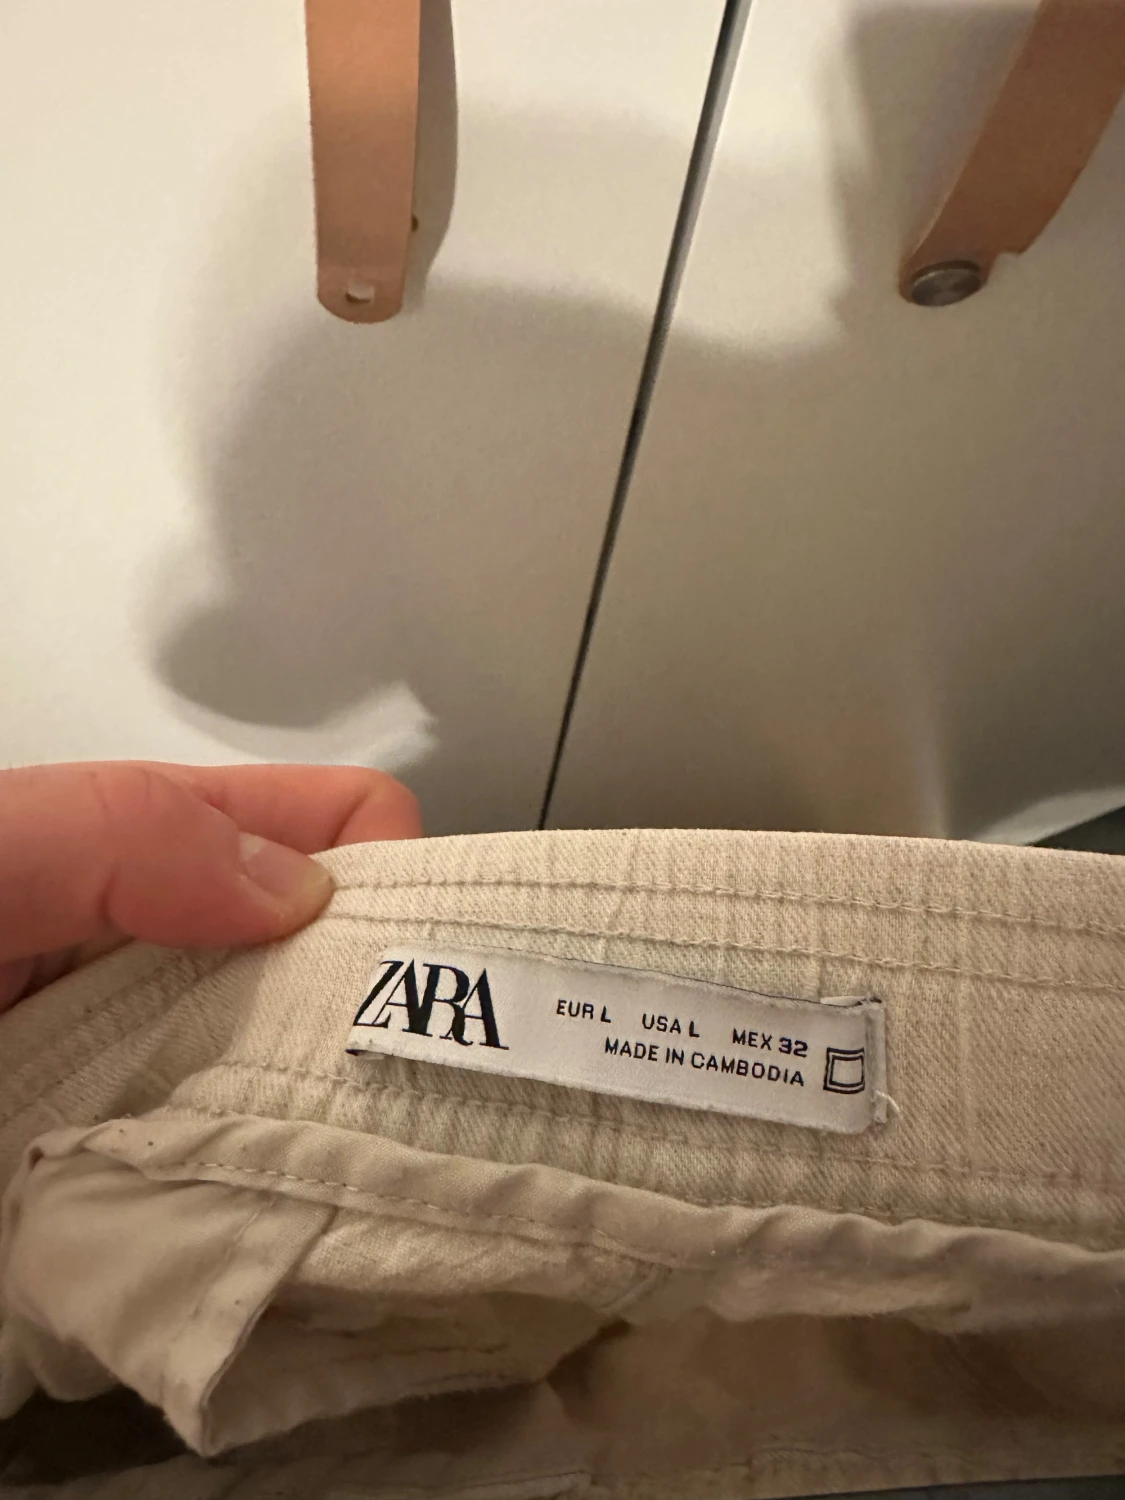 ZARA
EUR L USA L MEX 32
MADE IN CAMBODIA